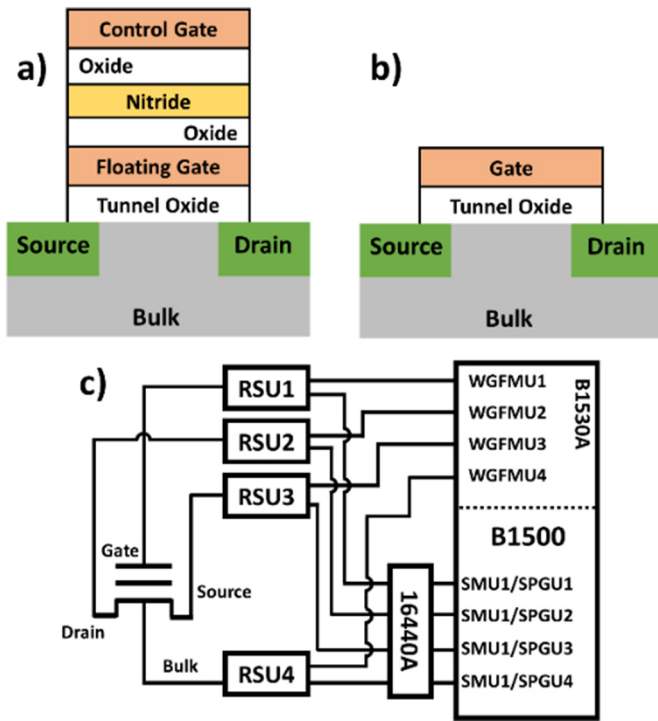 a)
Control Gate
Oxide
Nitride
Oxide
Floating Gate
Tunnel Oxide
Source
Drain
Bulk
b)
Gate
Tunnel Oxide
Source
Drain
Bulk
c)
RSU1
RSU2
RSU3
RSU4
Gate
Source
Drain
Bulk
16440A
WGFMU1
WGFMU2
WGFMU3
WGFMU4
B1530A
B1500
SMU1/SPGU1
SMU1/SPGU2
SMU1/SPGU3
SMU1/SPGU4